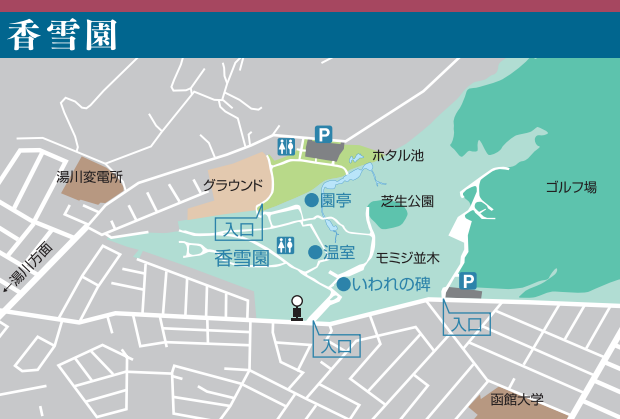 香雪園
P
ホタル池
湯川変電所
グラウンド
ゴルフ場
園亭
芝生公園
入口
香雪園
温室
モミジ並木
←湯川方面
いわれの碑
P
入口
入口
函館大学